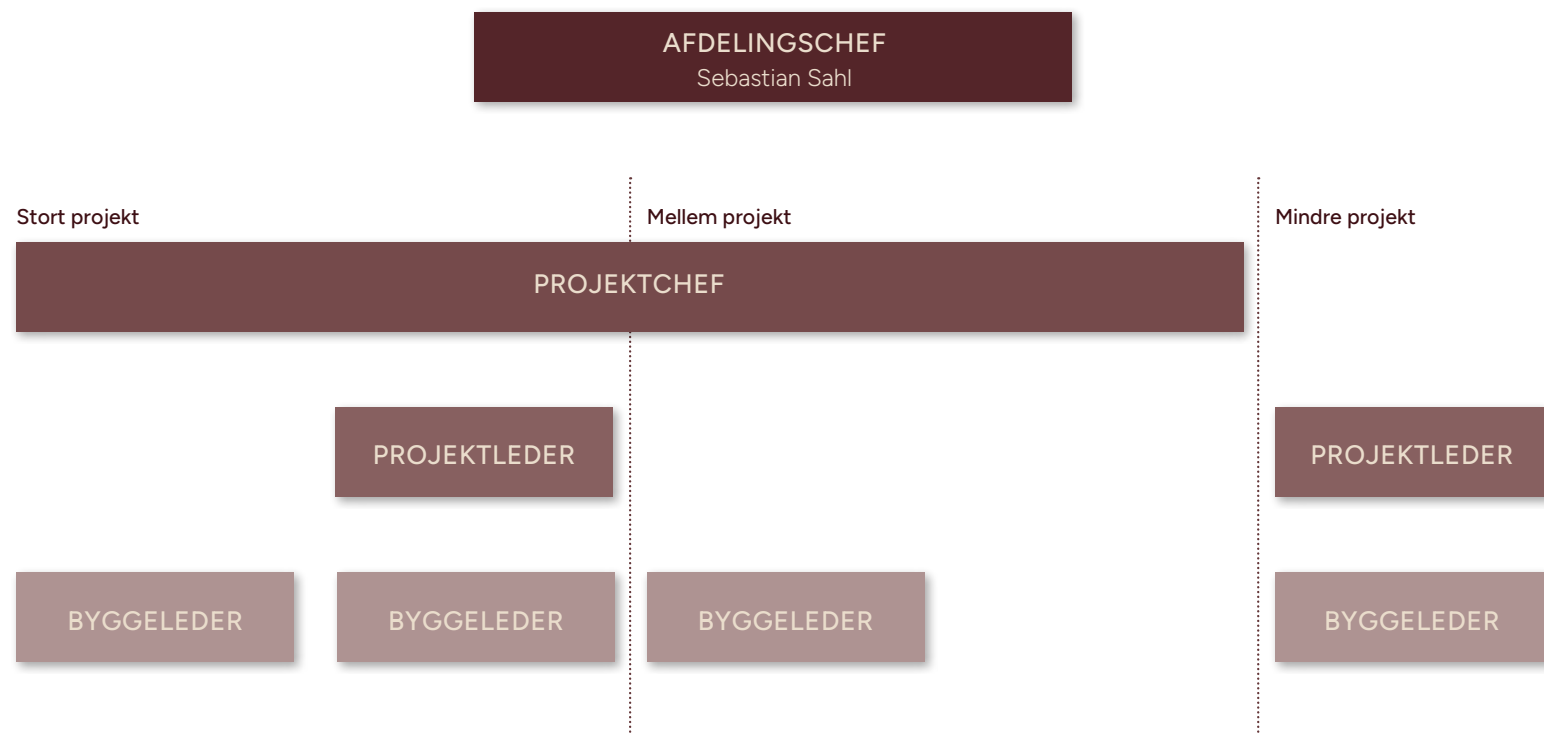 AFDELINGSCHEF
Sebastian Sahl
Stort projekt
Mellem projekt
Mindre projekt
PROJEKTCHEF
PROJEKTLEDER
PROJEKTLEDER
BYGGELEDER
BYGGELEDER
BYGGELEDER
BYGGELEDER